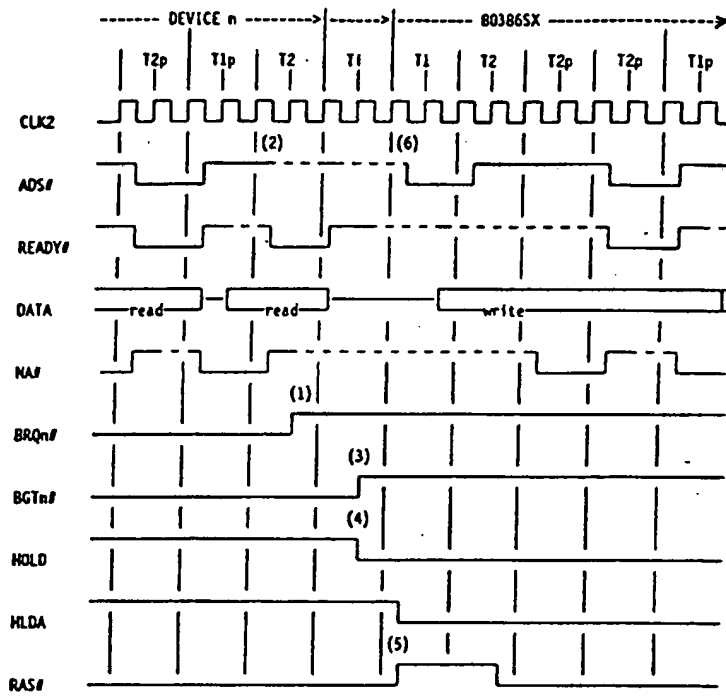 DEVICE n 80386SX
T2p T1p T2 Ti T1 T2 T2p T2p T1p
CLK2
(2) (6)
ADS#
READY#
DATA read read write
NA#
(1)
BRQn#
(3)
BGTn#
(4)
HOLD
HLDA
(5)
RAS#